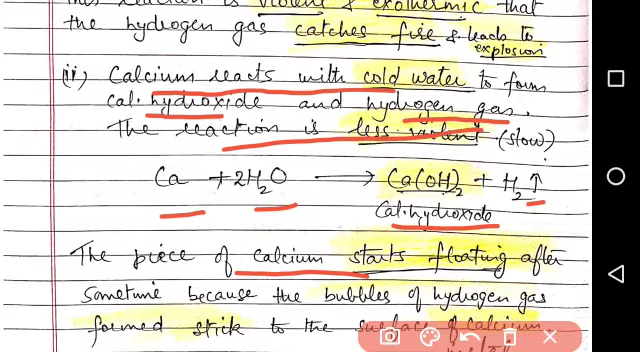 This reaction is violent & exothermic that
the hydrogen gas catches fire & leads to
explosion
(ii) Calcium reacts with cold water to form
cal. hydroxide and hydrogen gas.
The reaction is less violent (slow)
Ca + 2H₂O ⟶ Ca(OH)₂ + H₂↑
Cal. hydroxide
The piece of calcium starts floating after
sometime because the bubbles of hydrogen gas
formed stick to the surface of calcium